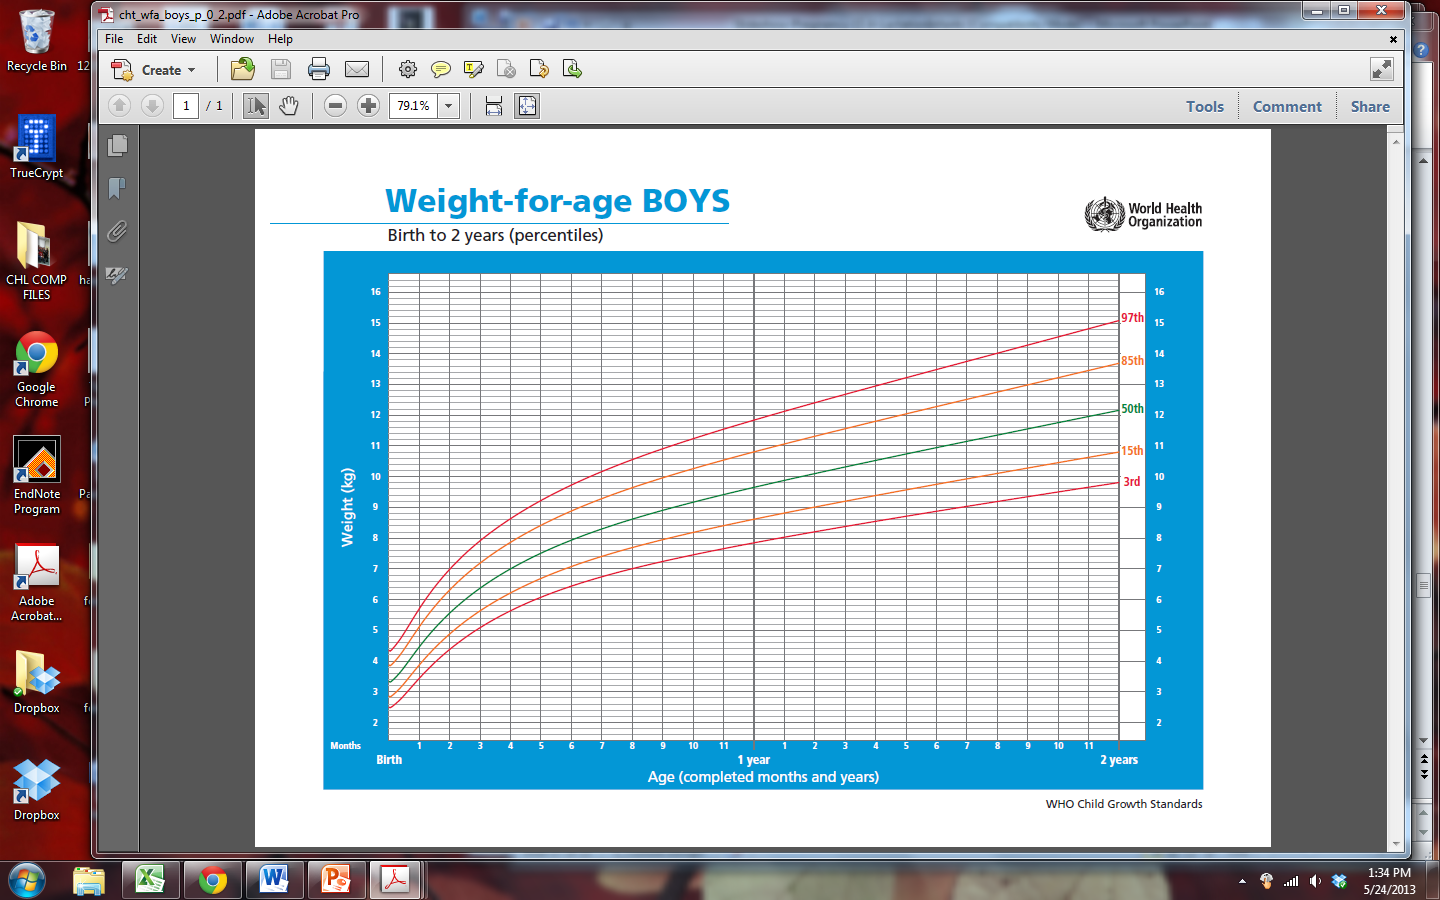 cht_wfa_boys_p_0_2.pdf - Adobe Acrobat Pro
File Edit View Window Help
Create
1 / 1
79.1%
Tools Comment Share
Recycle Bin
12
TrueCrypt
CHL COMP
FILES
ha
Google
Chrome
P
EndNote
Program
Pa
Adobe
Acrobat...
fo
Dropbox
fo
Dropbox
Weight-for-age BOYS
Birth to 2 years (percentiles)
World Health
Organization
Weight (kg)
16 16
15 97th 15
14 85th 14
13 13
12 50th 12
11 15th 11
10 3rd 10
9 9
8 8
7 7
6 6
5 5
4 4
3 3
2 2
Months 1 2 3 4 5 6 7 8 9 10 11 1 2 3 4 5 6 7 8 9 10 11
Birth 1 year 2 years
Age (completed months and years)
WHO Child Growth Standards
1:34 PM
5/24/2013